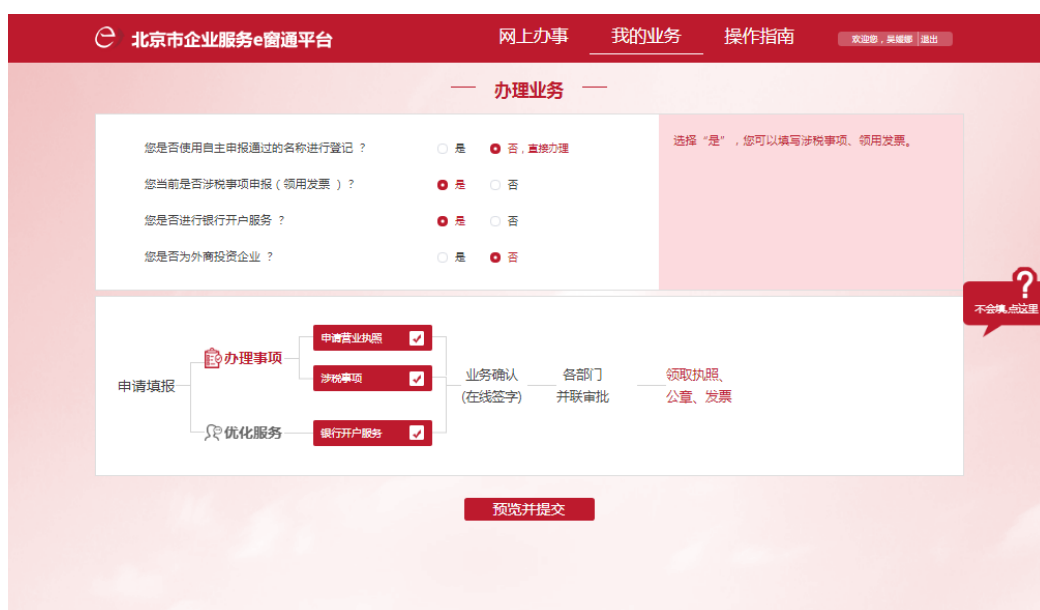 北京市企业服务e窗通平台 网上办事 我的业务 操作指南 欢迎您，吴媛娜 退出
办理业务
您是否使用自主申报通过的名称进行登记 ？ 是 否，直接办理
选择“是”，您可以填写涉税事项、领用发票。
您当前是否涉税事项申报（领用发票 ）？ 是 否
您是否进行银行开户服务 ？ 是 否
您是否为外商投资企业 ？ 是 否
?
不会填,点这里
申请填报
办理事项
申请营业执照
涉税事项
优化服务
银行开户服务
业务确认
(在线签字)
各部门
并联审批
领取执照、
公章、发票
预览并提交